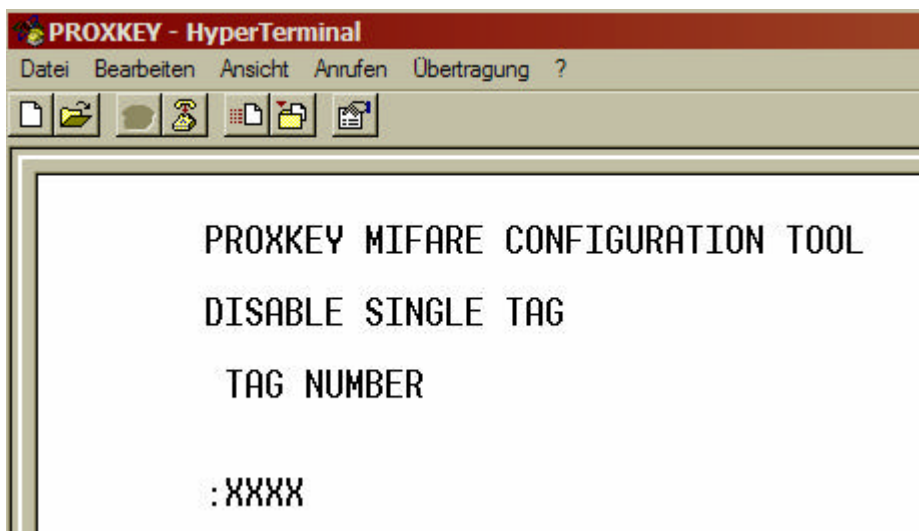 PROXKEY - HyperTerminal
Datei Bearbeiten Ansicht Anrufen Übertragung ?
PROXKEY MIFARE CONFIGURATION TOOL
DISABLE SINGLE TAG
TAG NUMBER
:XXXX